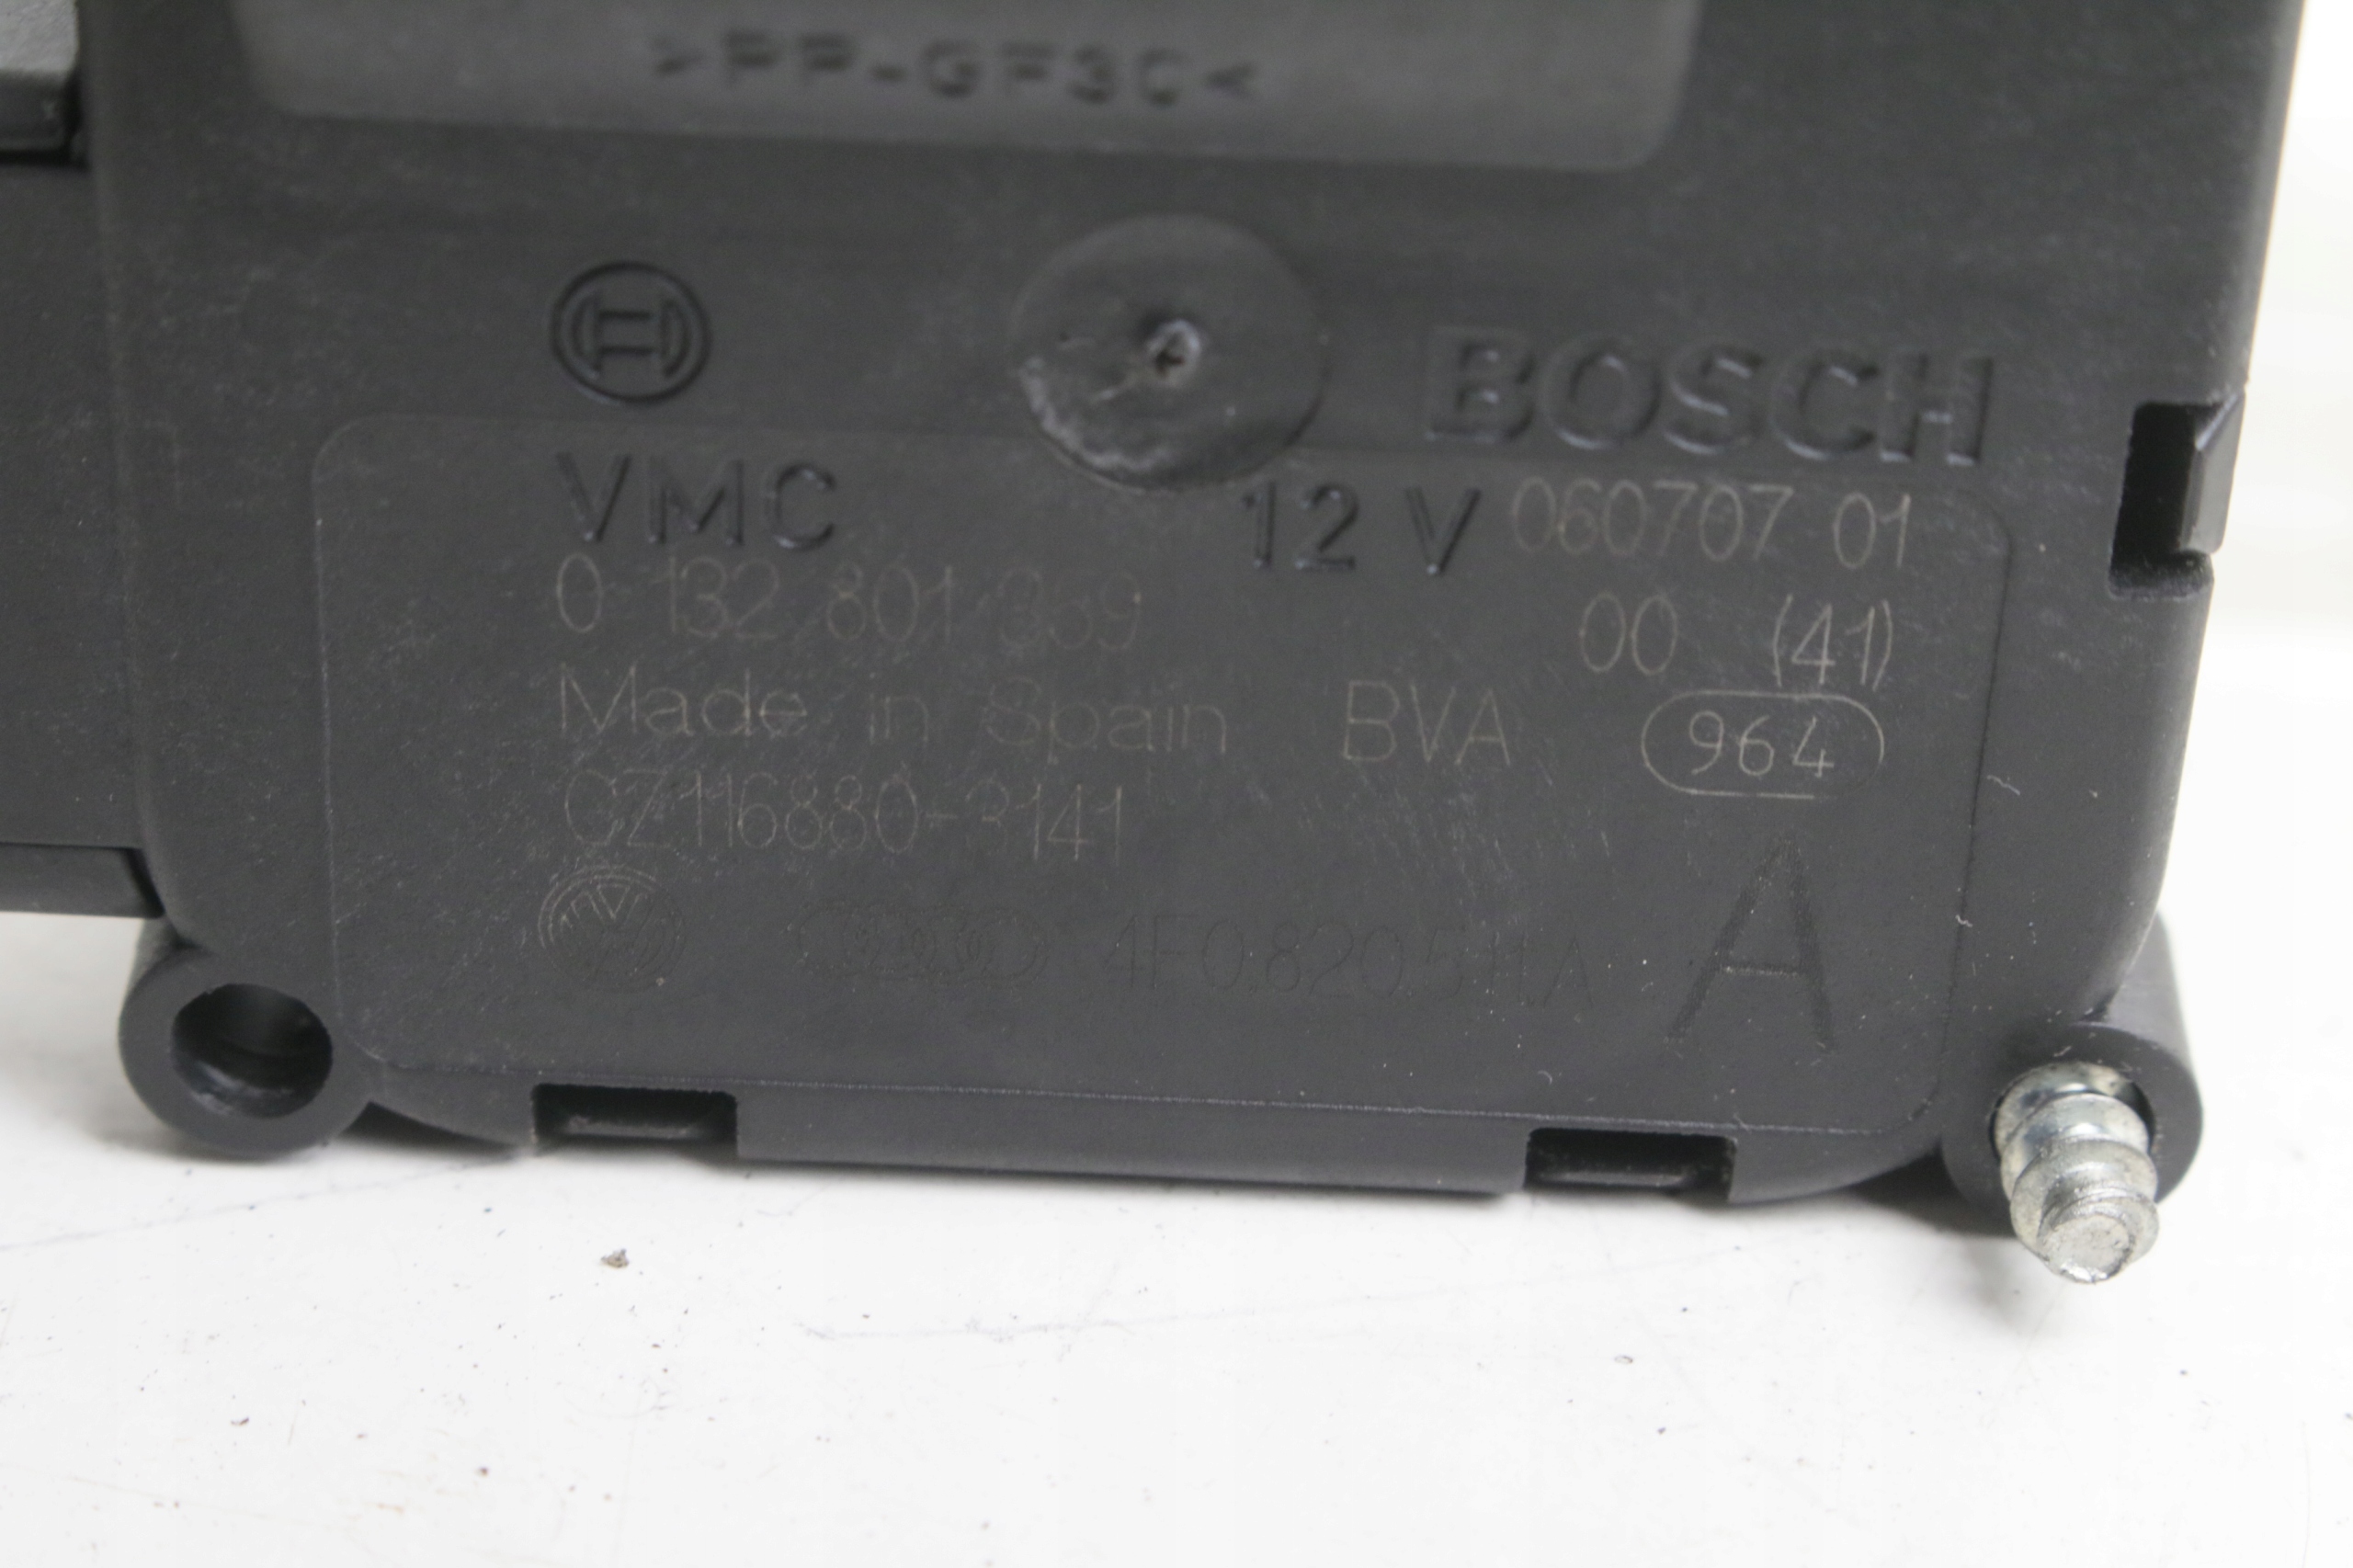 >PP-GF30<
BOSCH
VMC 12 V 060707 01
0 132 801 359
00 (41)
Made in Spain BVA 964
CZ116880-3141
4F0.820.511.A A